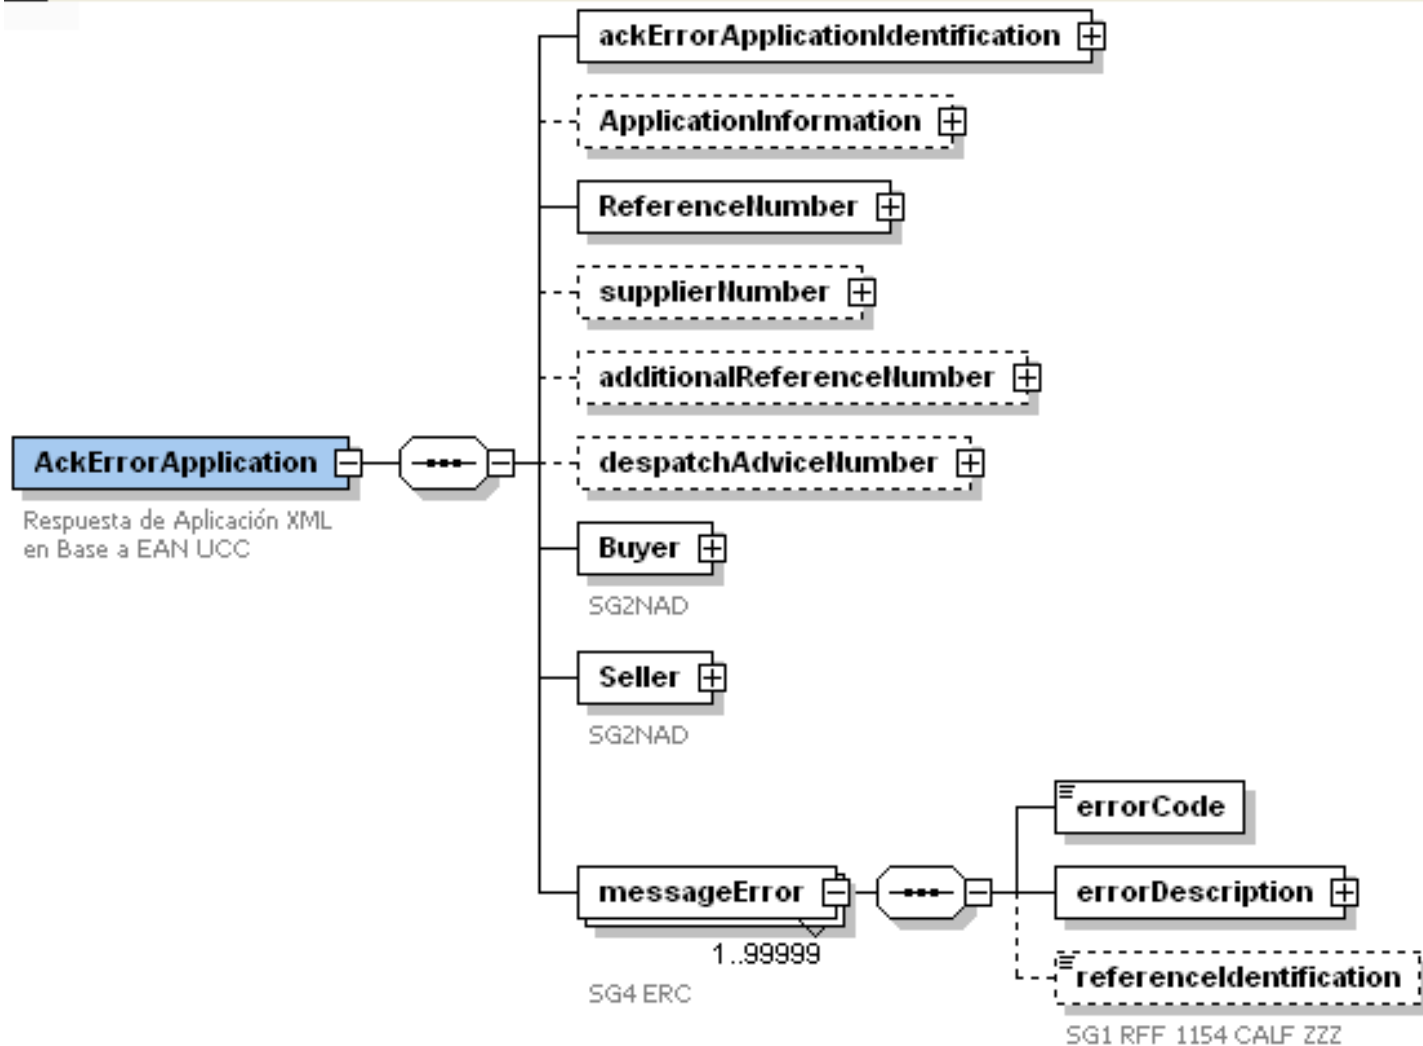 ackErrorApplicationIdentification
ApplicationInformation
ReferenceNumber
supplierNumber
additionalReferenceNumber
AckErrorApplication
despatchAdviceNumber
Respuesta de Aplicación XML
en Base a EAN UCC
Buyer
SG2NAD
Seller
SG2NAD
errorCode
messageError
errorDescription
1..99999
referenceIdentification
SG4 ERC
SG1 RFF 1154 CALF ZZZ